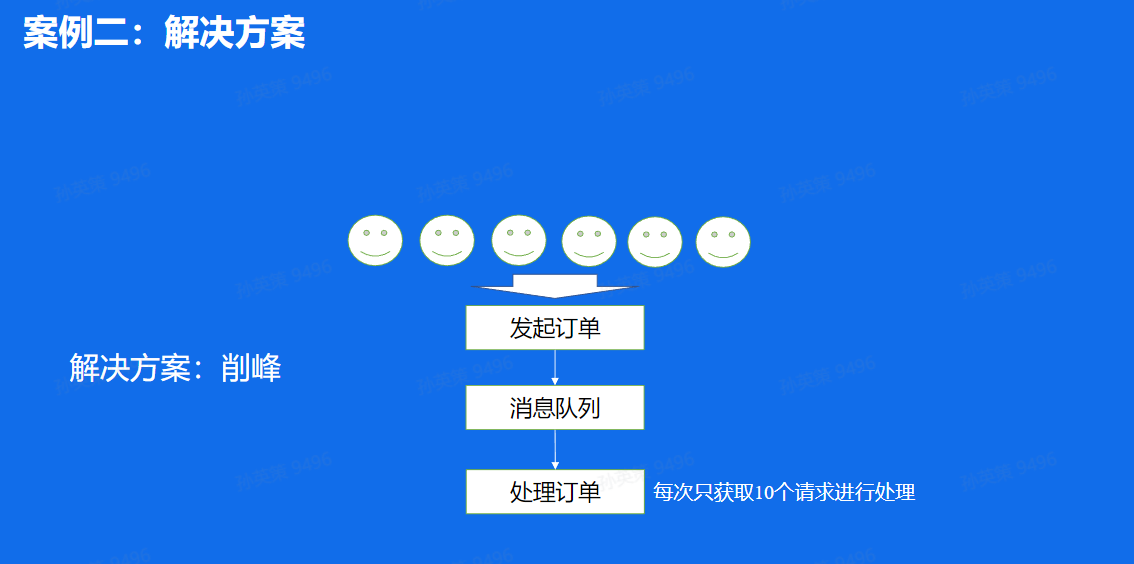 案例二：解决方案
发起订单
解决方案：削峰
消息队列
处理订单
每次只获取10个请求进行处理